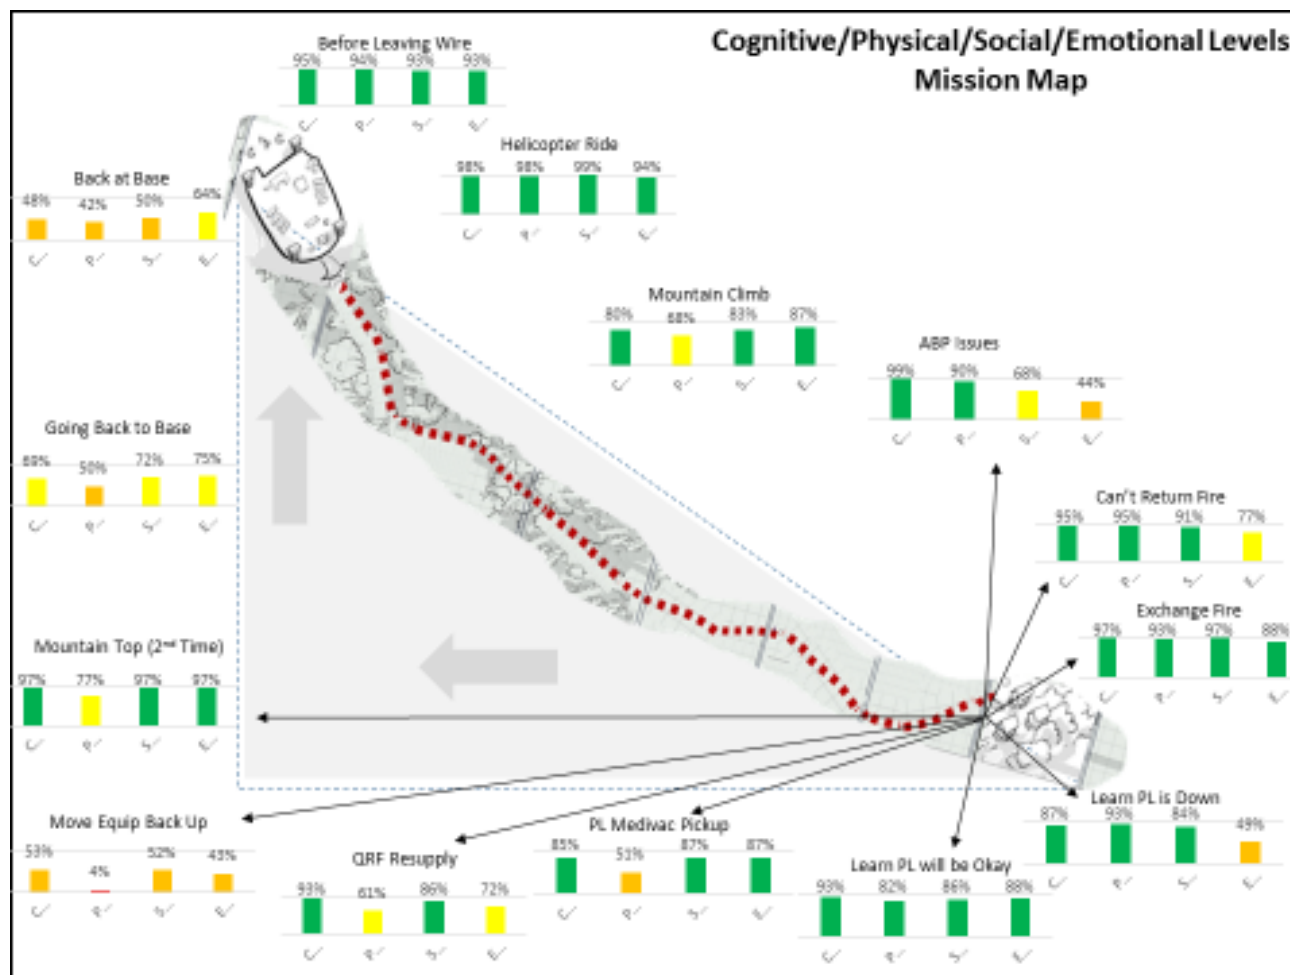 Cognitive/Physical/Social/Emotional Levels
Mission Map
Before Leaving Wire
95% 94% 93% 93%
C... P... S... E...
Helicopter Ride
98% 98% 99% 94%
C... P... S... E...
Back at Base
48% 42% 50% 64%
C... P... S... E...
Mountain Climb
80% 68% 83% 87%
C... P... S... E...
ABP Issues
99% 90% 68% 44%
C... P... S... E...
Going Back to Base
69% 50% 72% 75%
C... P... S... E...
Can't Return Fire
95% 95% 91% 77%
C... P... S... E...
Exchange Fire
97% 93% 97% 88%
C... P... S... E...
Mountain Top (2nd Time)
97% 77% 97% 97%
C... P... S... E...
Learn PL is Down
87% 93% 84% 49%
C... P... S... E...
Move Equip Back Up
53% 4% 52% 43%
C... P... S... E...
QRF Resupply
93% 61% 86% 72%
C... P... S... E...
PL Medivac Pickup
85% 51% 87% 87%
C... P... S... E...
Learn PL will be Okay
93% 82% 86% 88%
C... P... S... E...